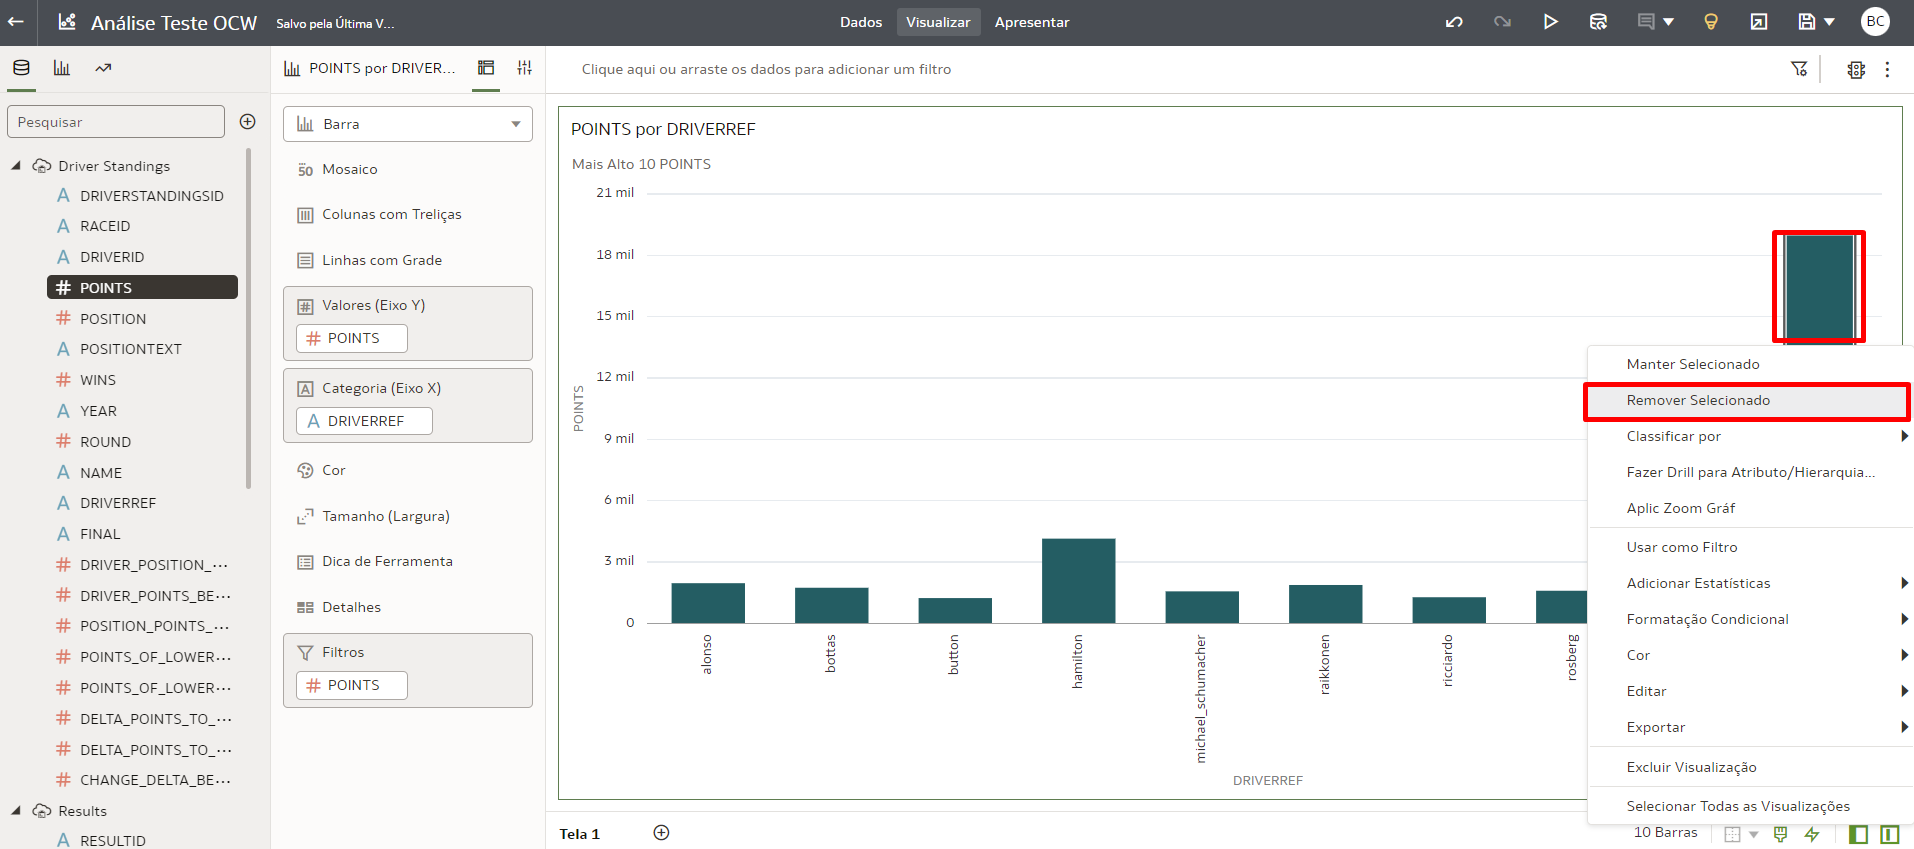 Análise Teste OCW
Salvo pela Última V...
Dados
Visualizar
Apresentar
BC
Pesquisar
Driver Standings
A DRIVERSTANDINGSID
A RACEID
A DRIVERID
# POINTS
# POSITION
A POSITIONTEXT
# WINS
A YEAR
# ROUND
A NAME
A DRIVERREF
A FINAL
# DRIVER_POSITION_...
# DRIVER_POINTS_BE...
# POSITION_POINTS_...
# POINTS_OF_LOWER...
# POINTS_OF_LOWER...
# DELTA_POINTS_TO_...
# DELTA_POINTS_TO_...
# CHANGE_DELTA_BE...
Results
A RESULTID
POINTS por DRIVER...
Barra
50 Mosaico
Colunas com Treliças
Linhas com Grade
# Valores (Eixo Y)
# POINTS
A Categoria (Eixo X)
A DRIVERREF
Cor
Tamanho (Largura)
Dica de Ferramenta
Detalhes
Filtros
# POINTS
Clique aqui ou arraste os dados para adicionar um filtro
POINTS por DRIVERREF
Mais Alto 10 POINTS
21 mil
18 mil
15 mil
12 mil
9 mil
6 mil
3 mil
0
POINTS
alonso
bottas
button
hamilton
michael_schumacher
raikkonen
ricciardo
rosberg
DRIVERREF
Manter Selecionado
Remover Selecionado
Classificar por
Fazer Drill para Atributo/Hierarquia...
Aplic Zoom Gráf
Usar como Filtro
Adicionar Estatísticas
Formatação Condicional
Cor
Editar
Exportar
Excluir Visualização
Selecionar Todas as Visualizações
Tela 1
10 Barras